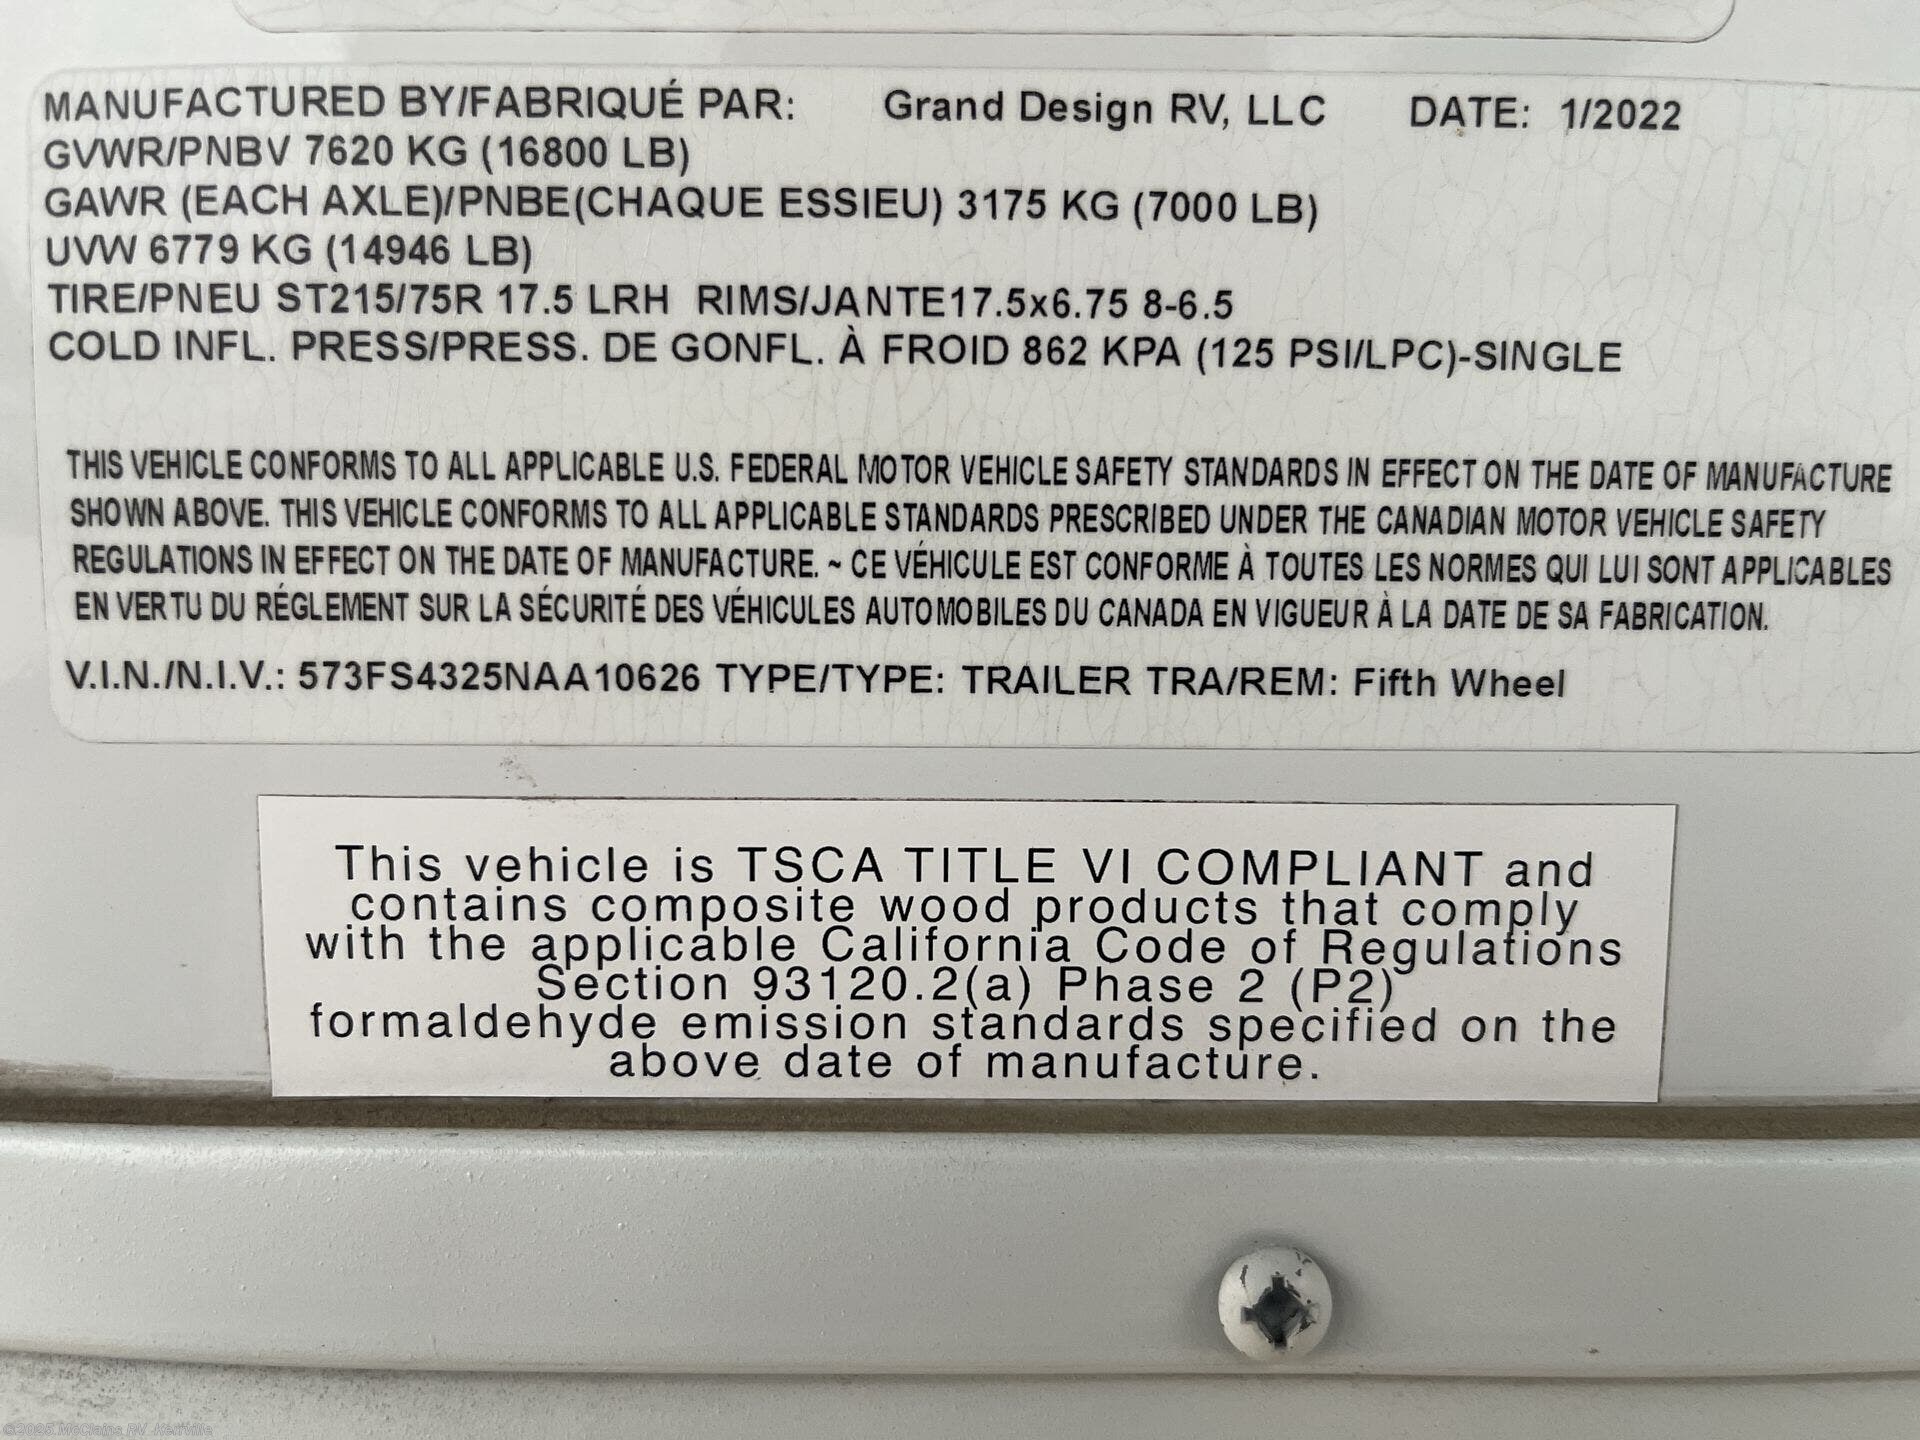 MANUFACTURED BY/FABRIQUÉ PAR: Grand Design RV, LLC DATE: 1/2022
GVWR/PNBV 7620 KG (16800 LB)
GAWR (EACH AXLE)/PNBE(CHAQUE ESSIEU) 3175 KG (7000 LB)
UVW 6779 KG (14946 LB)
TIRE/PNEU ST215/75R 17.5 LRH RIMS/JANTE17.5x6.75 8-6.5
COLD INFL. PRESS/PRESS. DE GONFL. À FROID 862 KPA (125 PSI/LPC)-SINGLE
THIS VEHICLE CONFORMS TO ALL APPLICABLE U.S. FEDERAL MOTOR VEHICLE SAFETY STANDARDS IN EFFECT ON THE DATE OF MANUFACTURE
SHOWN ABOVE. THIS VEHICLE CONFORMS TO ALL APPLICABLE STANDARDS PRESCRIBED UNDER THE CANADIAN MOTOR VEHICLE SAFETY
REGULATIONS IN EFFECT ON THE DATE OF MANUFACTURE. ~ CE VÉHICULE EST CONFORME À TOUTES LES NORMES QUI LUI SONT APPLICABLES
EN VERTU DU RÉGLEMENT SUR LA SÉCURITÉ DES VÉHICULES AUTOMOBILES DU CANADA EN VIGUEUR À LA DATE DE SA FABRICATION.
V.I.N./N.I.V.: 573FS4325NAA10626 TYPE/TYPE: TRAILER TRA/REM: Fifth Wheel
This vehicle is TSCA TITLE VI COMPLIANT and
contains composite wood products that comply
with the applicable California Code of Regulations
Section 93120.2(a) Phase 2 (P2)
formaldehyde emission standards specified on the
above date of manufacture.
©2025 McClains RV Kerrville